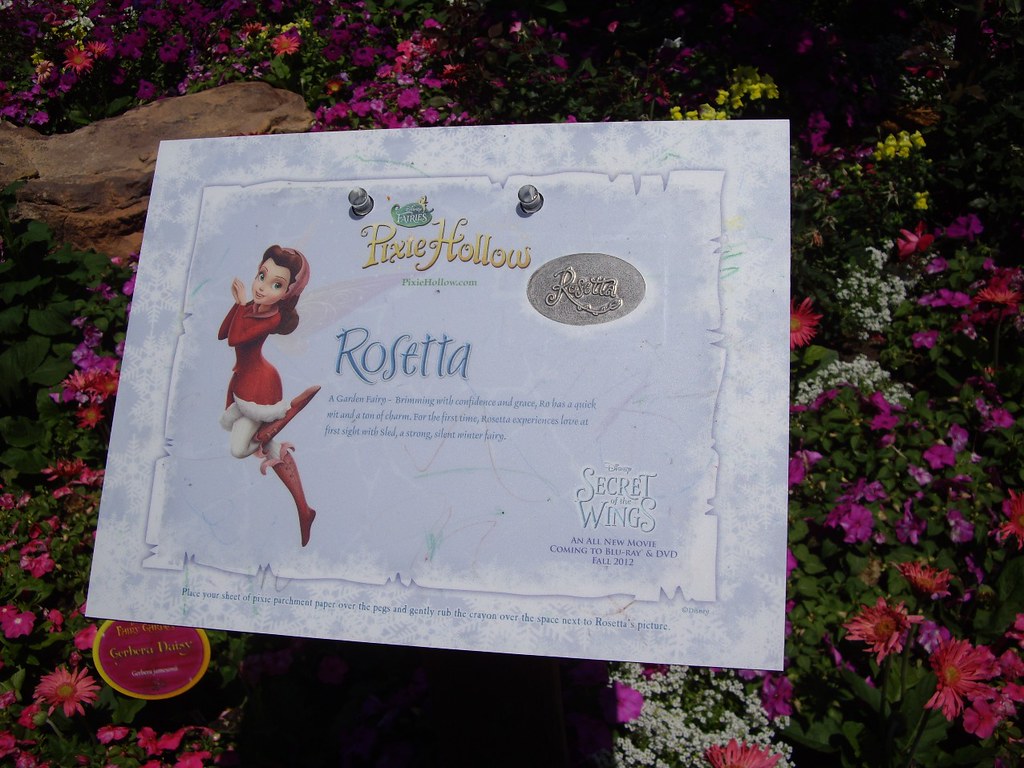 Disney
FAIRIES
Pixie Hollow
PixieHollow.com
Rosetta
Rosetta
A Garden Fairy - Brimming with confidence and grace, Ro has a quick
wit and a ton of charm. For the first time, Rosetta experiences love at
first sight with Sled, a strong, silent winter fairy.
Disney
SECRET
of the
WINGS
AN ALL NEW MOVIE
COMING TO BLU-RAY & DVD
FALL 2012
Place your sheet of pixie parchment paper over the pegs and gently rub the crayon over the space next to Rosetta's picture.
©Disney
Gerbera Daisy
Gerbera jamesonii